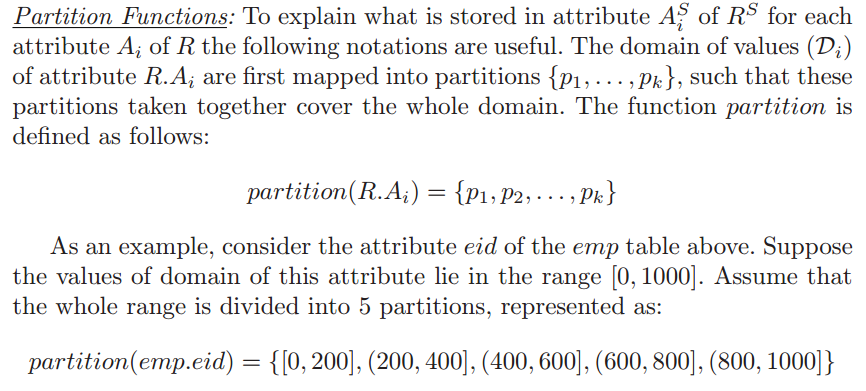 Partition Functions: To explain what is stored in attribute A_i^S of R^S for each
attribute A_i of R the following notations are useful. The domain of values (𝒟_i)
of attribute R.A_i are first mapped into partitions {p_1, . . . , p_k}, such that these
partitions taken together cover the whole domain. The function partition is
defined as follows:
partition(R.A_i) = {p_1, p_2, . . . , p_k}
As an example, consider the attribute eid of the emp table above. Suppose
the values of domain of this attribute lie in the range [0, 1000]. Assume that
the whole range is divided into 5 partitions, represented as:
partition(emp.eid) = {[0, 200], (200, 400], (400, 600], (600, 800], (800, 1000]}